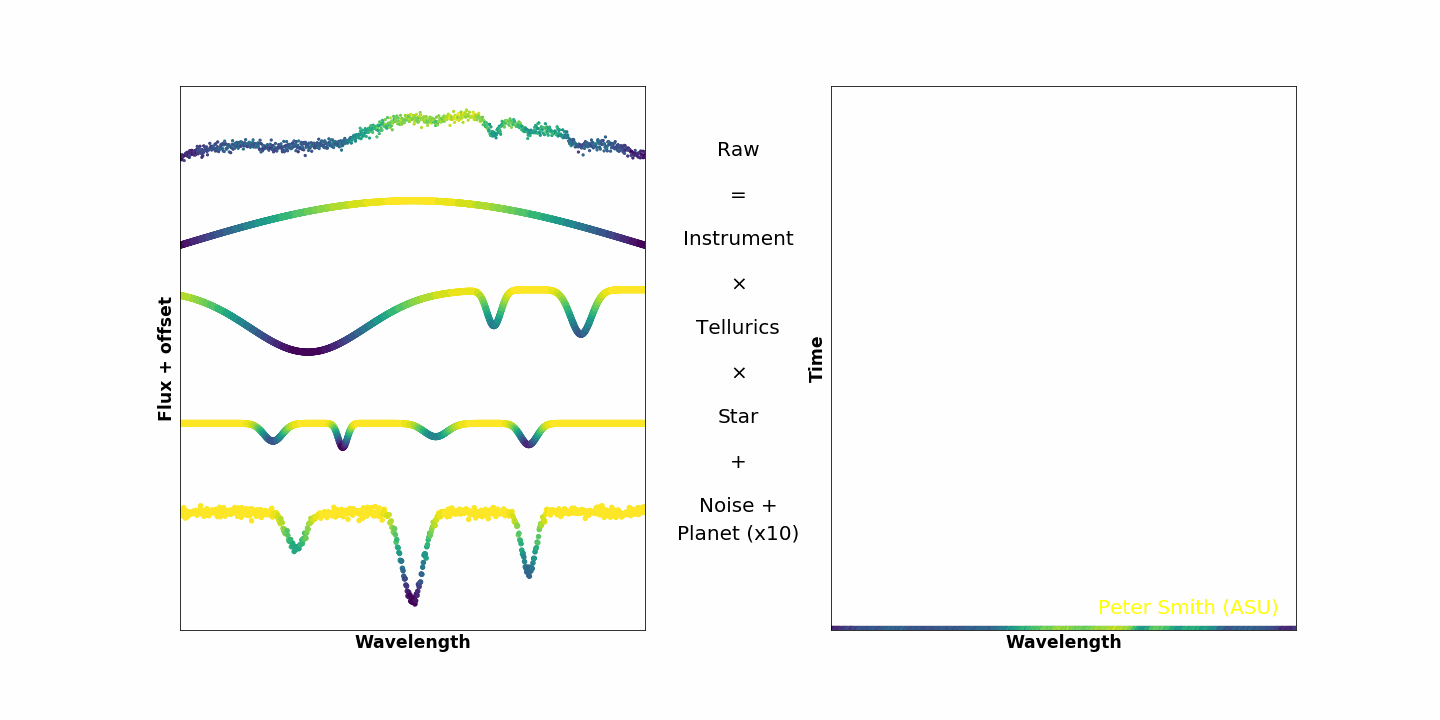 Flux + offset
Wavelength
Raw
=
Instrument
×
Tellurics
×
Star
+
Noise +
Planet (x10)
Time
Peter Smith (ASU)
Wavelength